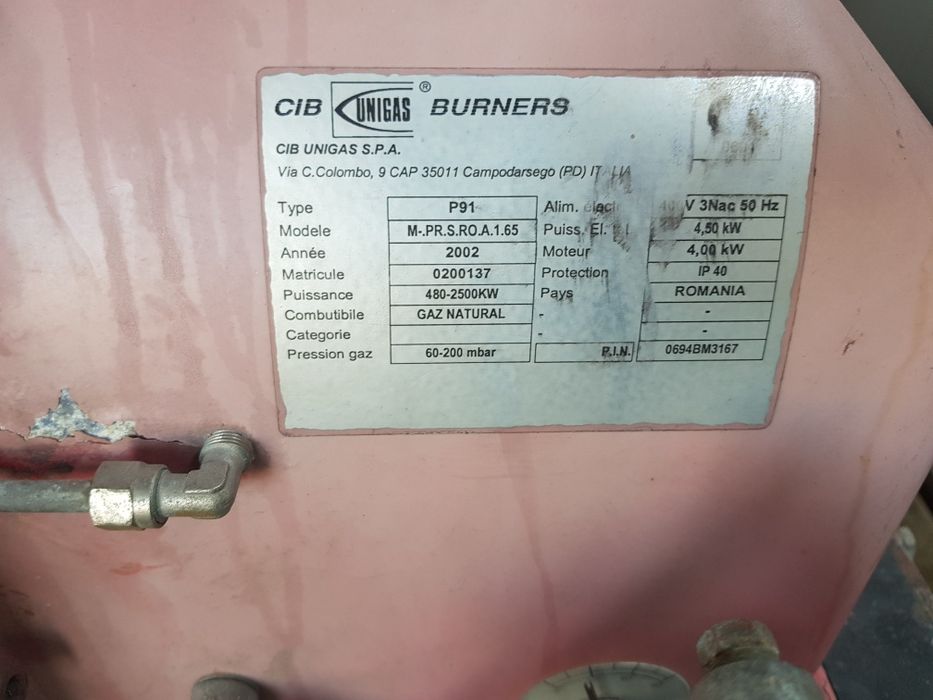 CIB UNIGAS ® BURNERS
CIB UNIGAS S.P.A.
Via C.Colombo, 9 CAP 35011 Campodarsego (PD)
Type P91 Alim. V 3Nac 50 Hz
Modele M-.PR.S.RO.A.1.65 Puiss. El. 4,50 kW
Année 2002 Moteur 4,00 kW
Matricule 0200137 Protection IP 40
Puissance 480-2500KW Pays ROMANIA
Combutibile GAZ NATURAL - -
Categorie - -
Pression gaz 60-200 mbar P.I.N. 0694BM3167